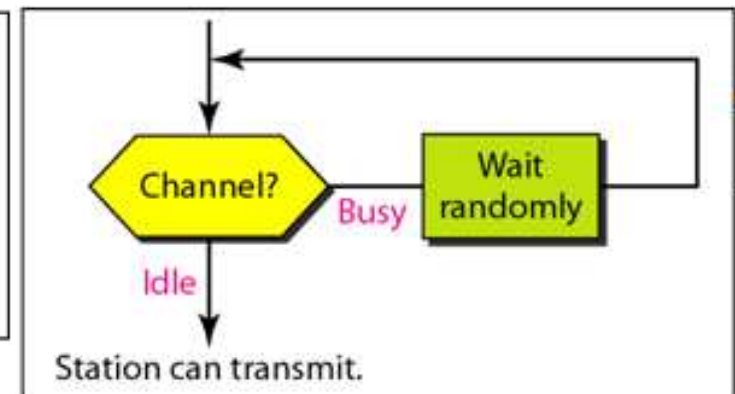 Channel?
Busy
Wait
randomly
Idle
Station can transmit.